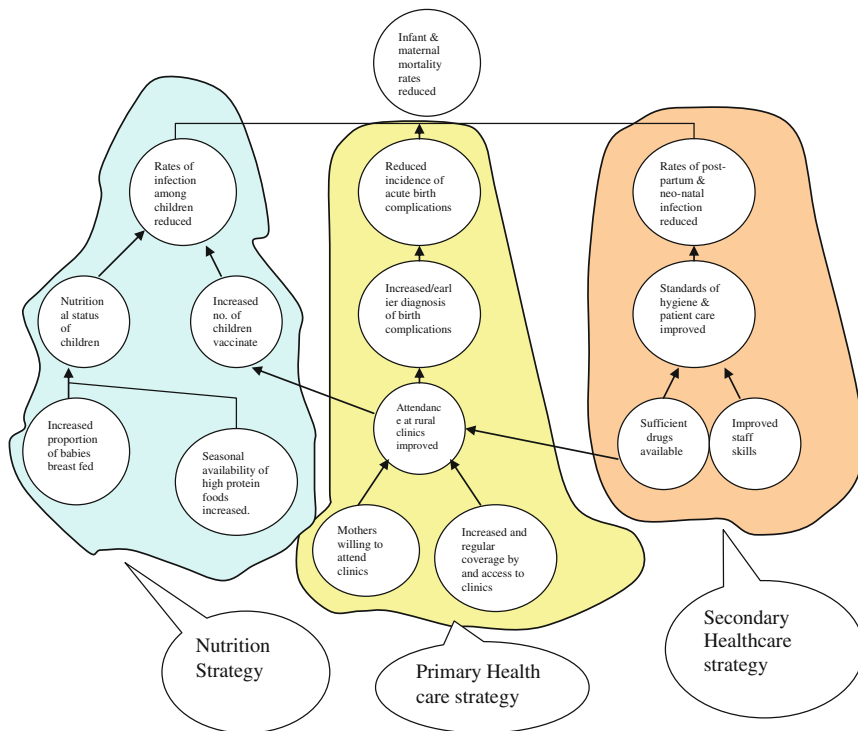 Infant &
maternal
mortality
rates
reduced
Rates of
infection
among
children
reduced
Reduced
incidence of
acute birth
complications
Rates of post-
partum &
neo-natal
infection
reduced
Nutrition
al status
of
children
Increased
no. of
children
vaccinate
Increased/earl
ier diagnosis
of birth
complications
Standards of
hygiene &
patient care
improved
Increased
proportion
of babies
breast fed
Seasonal
availability of
high protein
foods
increased.
Attendanc
e at rural
clinics
improved
Sufficient
drugs
available
Improved
staff
skills
Mothers
willing to
attend
clinics
Increased and
regular
coverage by
and access to
clinics
Nutrition
Strategy
Primary Health
care strategy
Secondary
Healthcare
strategy